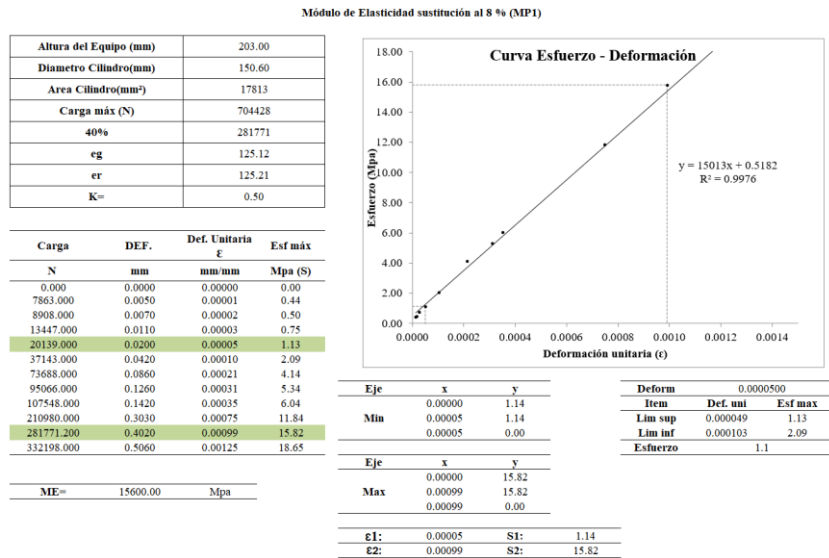 Módulo de Elasticidad sustitución al 8 % (MP1)
Altura del Equipo (mm) 203.00
Diametro Cilindro(mm) 150.60
Area Cilindro(mm²) 17813
Carga máx (N) 704428
40% 281771
eg 125.12
er 125.21
K= 0.50
Carga DEF. Def. Unitaria ε Esf máx
N mm mm/mm Mpa (S)
0.000 0.0000 0.00000 0.00
7863.000 0.0050 0.00001 0.44
8908.000 0.0070 0.00002 0.50
13447.000 0.0110 0.00003 0.75
20139.000 0.0200 0.00005 1.13
37143.000 0.0420 0.00010 2.09
73688.000 0.0860 0.00021 4.14
95066.000 0.1260 0.00031 5.34
107548.000 0.1420 0.00035 6.04
210980.000 0.3030 0.00075 11.84
281771.200 0.4020 0.00099 15.82
332198.000 0.5060 0.00125 18.65
ME= 15600.00 Mpa
Curva Esfuerzo - Deformación
Esfuerzo (Mpa)
18.00
16.00
14.00
12.00
10.00
8.00
6.00
4.00
2.00
0.00
y = 15013x + 0.5182
R² = 0.9976
0.0000 0.0002 0.0004 0.0006 0.0008 0.0010 0.0012 0.0014
Deformación unitaria (ε)
Eje x y
0.00000 1.14
Min 0.00005 1.14
0.00005 0.00
Eje x y
0.00000 15.82
Max 0.00099 15.82
0.00099 0.00
ε1: 0.00005 S1: 1.14
ε2: 0.00099 S2: 15.82
Deform 0.0000500
Item Def. uni Esf max
Lim sup 0.000049 1.13
Lim inf 0.000103 2.09
Esfuerzo 1.1